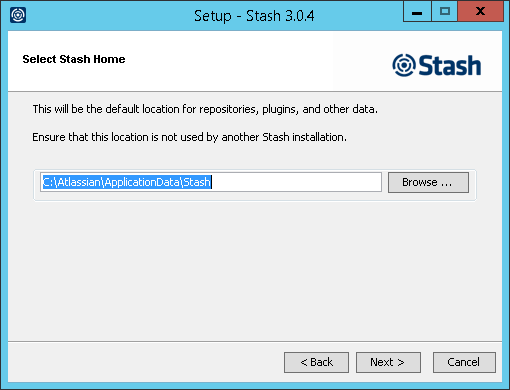 Setup - Stash 3.0.4
Select Stash Home
Stash
This will be the default location for repositories, plugins, and other data.
Ensure that this location is not used by another Stash installation.
C:\Atlassian\ApplicationData\Stash
Browse ...
< Back
Next >
Cancel